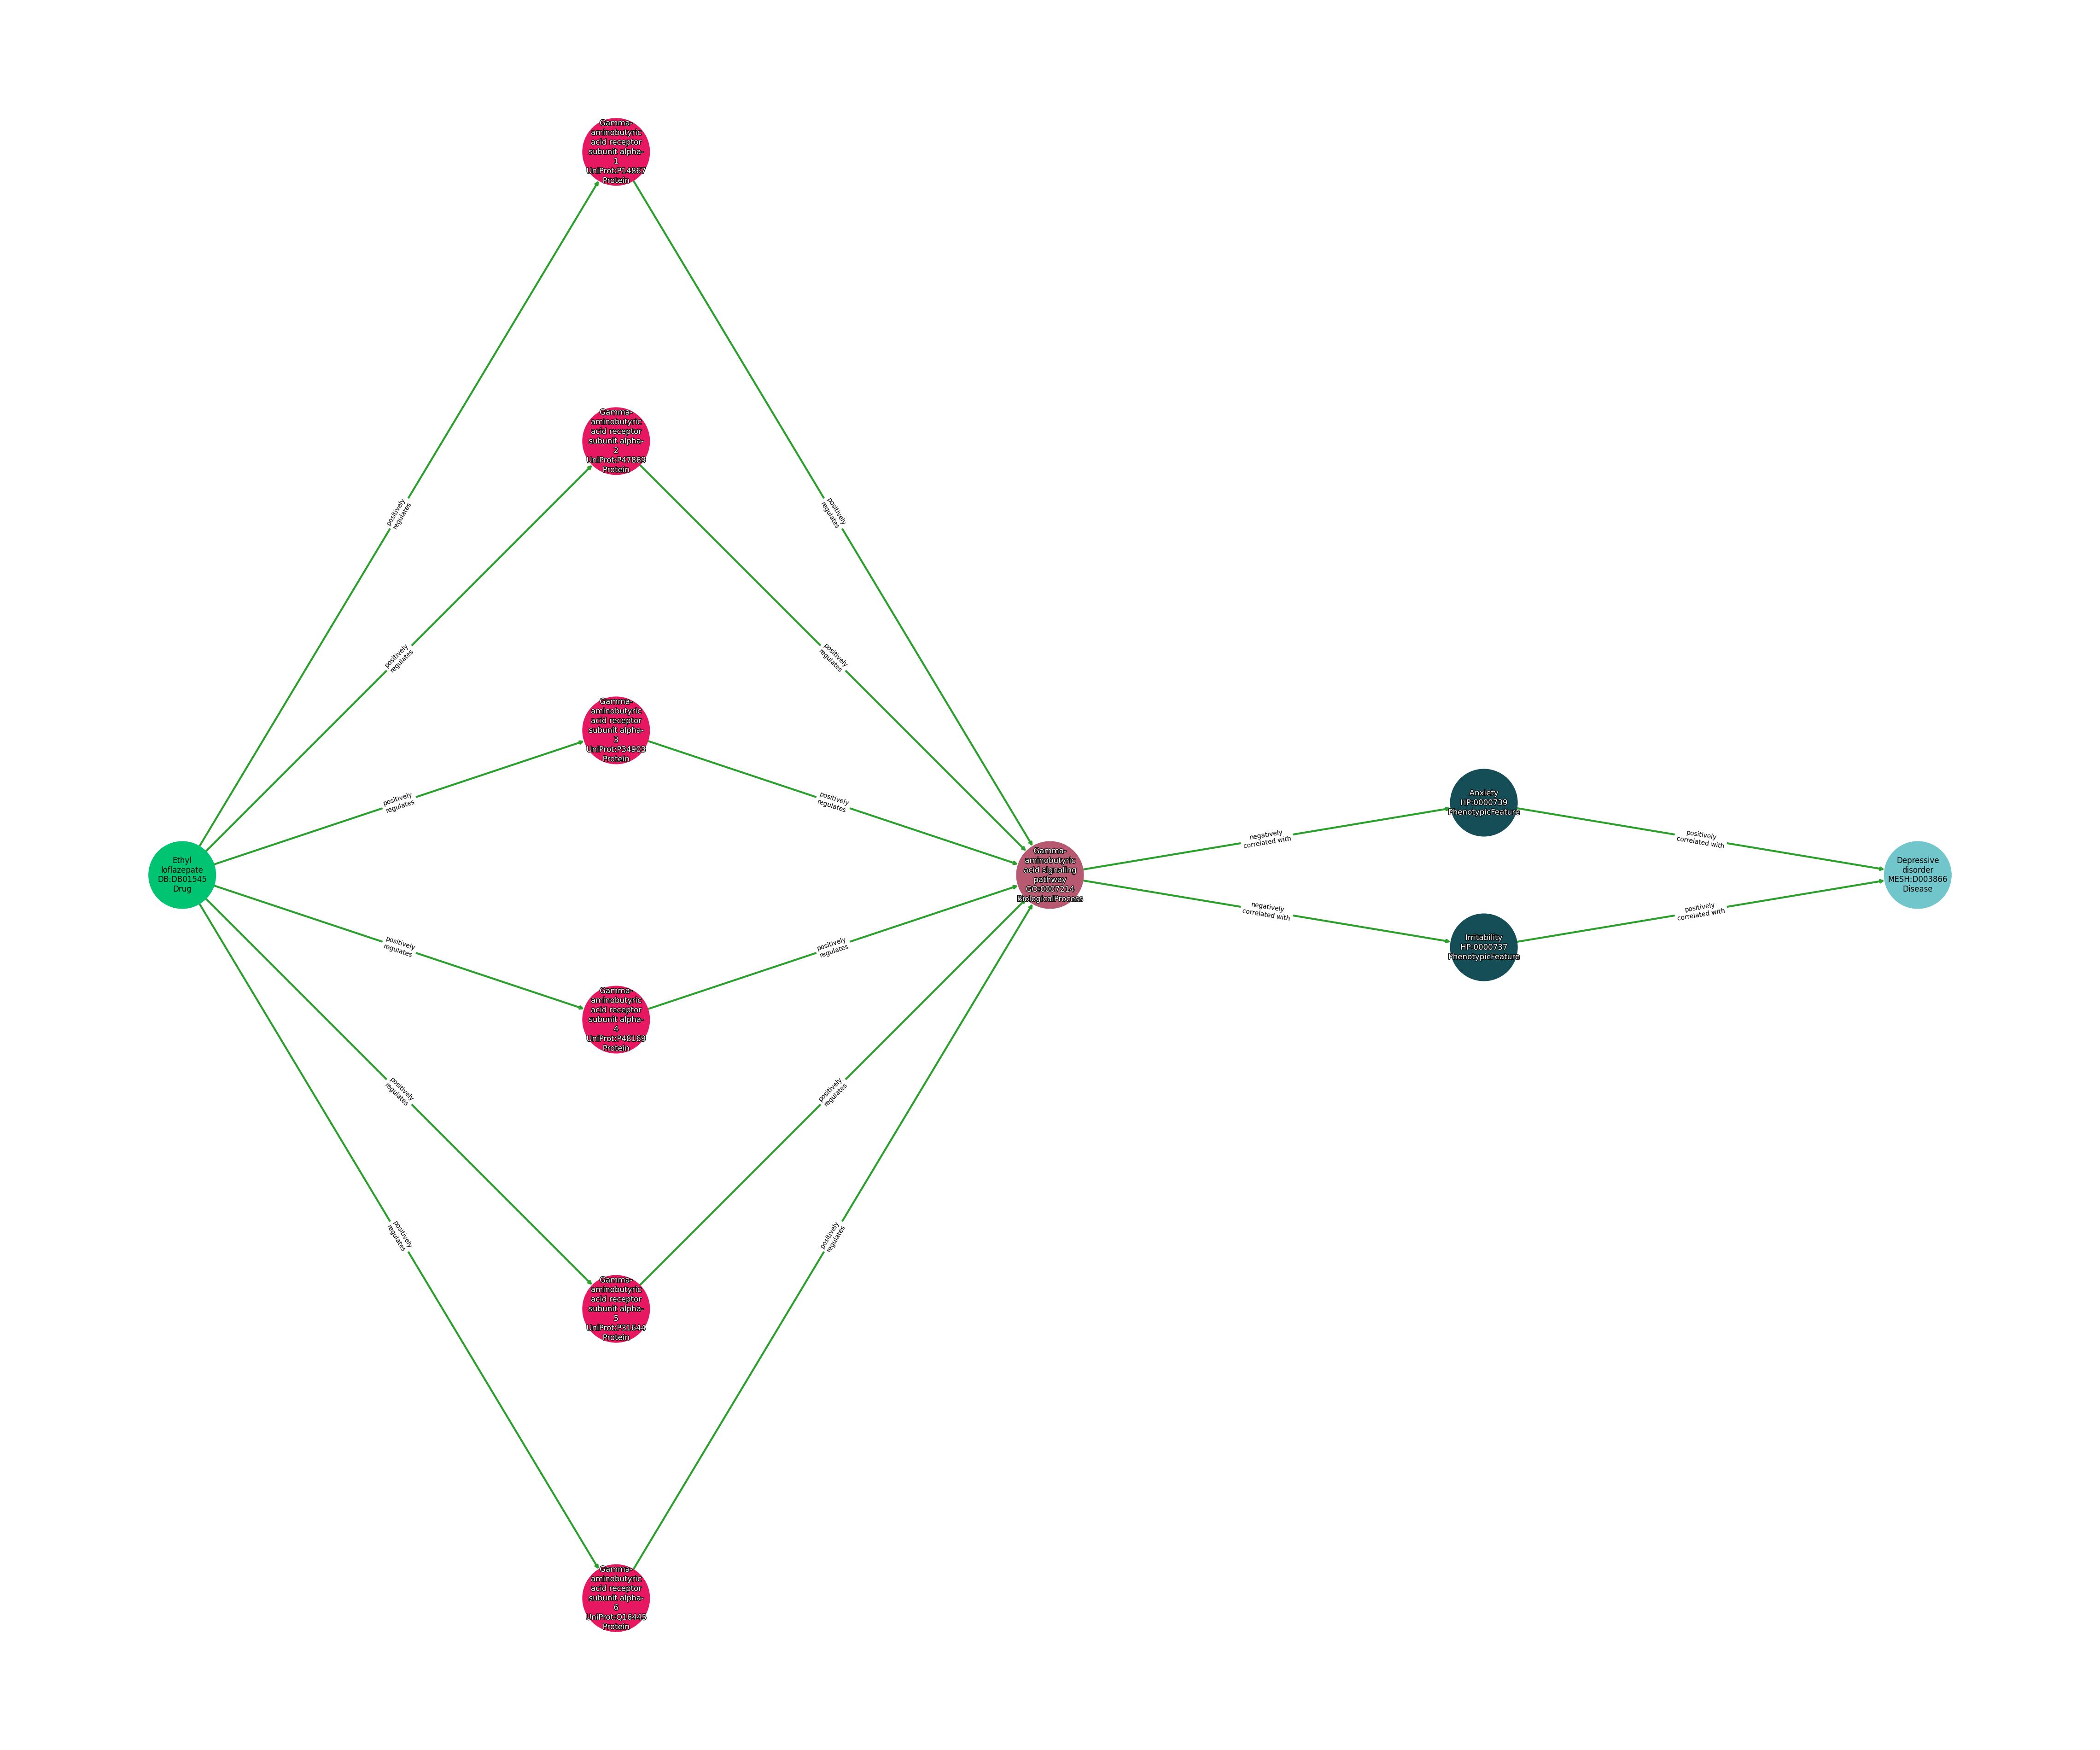 Gamma-
aminobutyric
acid receptor
subunit alpha-
1
UniProt:P14867
Protein
Gamma-
aminobutyric
acid receptor
subunit alpha-
2
UniProt:P47869
Protein
positively
regulates
positively
regulates
positively
regulates
positively
regulates
Gamma-
aminobutyric
acid receptor
subunit alpha-
3
UniProt:P34903
Protein
positively
regulates
positively
regulates
Ethyl
loflazepate
DB:DB01545
Drug
Gamma-
aminobutyric
acid signaling
pathway
GO:0007214
BiologicalProcess
negatively
correlated with
Anxiety
HP:0000739
PhenotypicFeature
positively
correlated with
negatively
correlated with
Irritability
HP:0000737
PhenotypicFeature
positively
correlated with
Depressive
disorder
MESH:D003866
Disease
positively
regulates
positively
regulates
Gamma-
aminobutyric
acid receptor
subunit alpha-
4
UniProt:P48169
Protein
positively
regulates
positively
regulates
positively
regulates
positively
regulates
Gamma-
aminobutyric
acid receptor
subunit alpha-
5
UniProt:P31644
Protein
Gamma-
aminobutyric
acid receptor
subunit alpha-
6
UniProt:Q16445
Protein